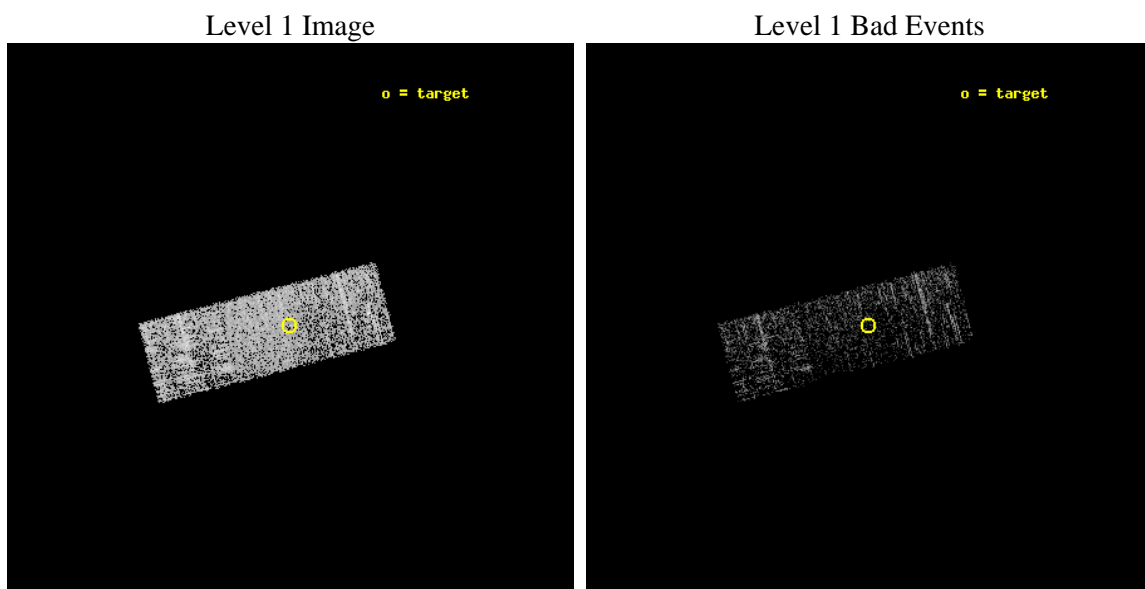 Level 1 Image
Level 1 Bad Events
o = target
o = target